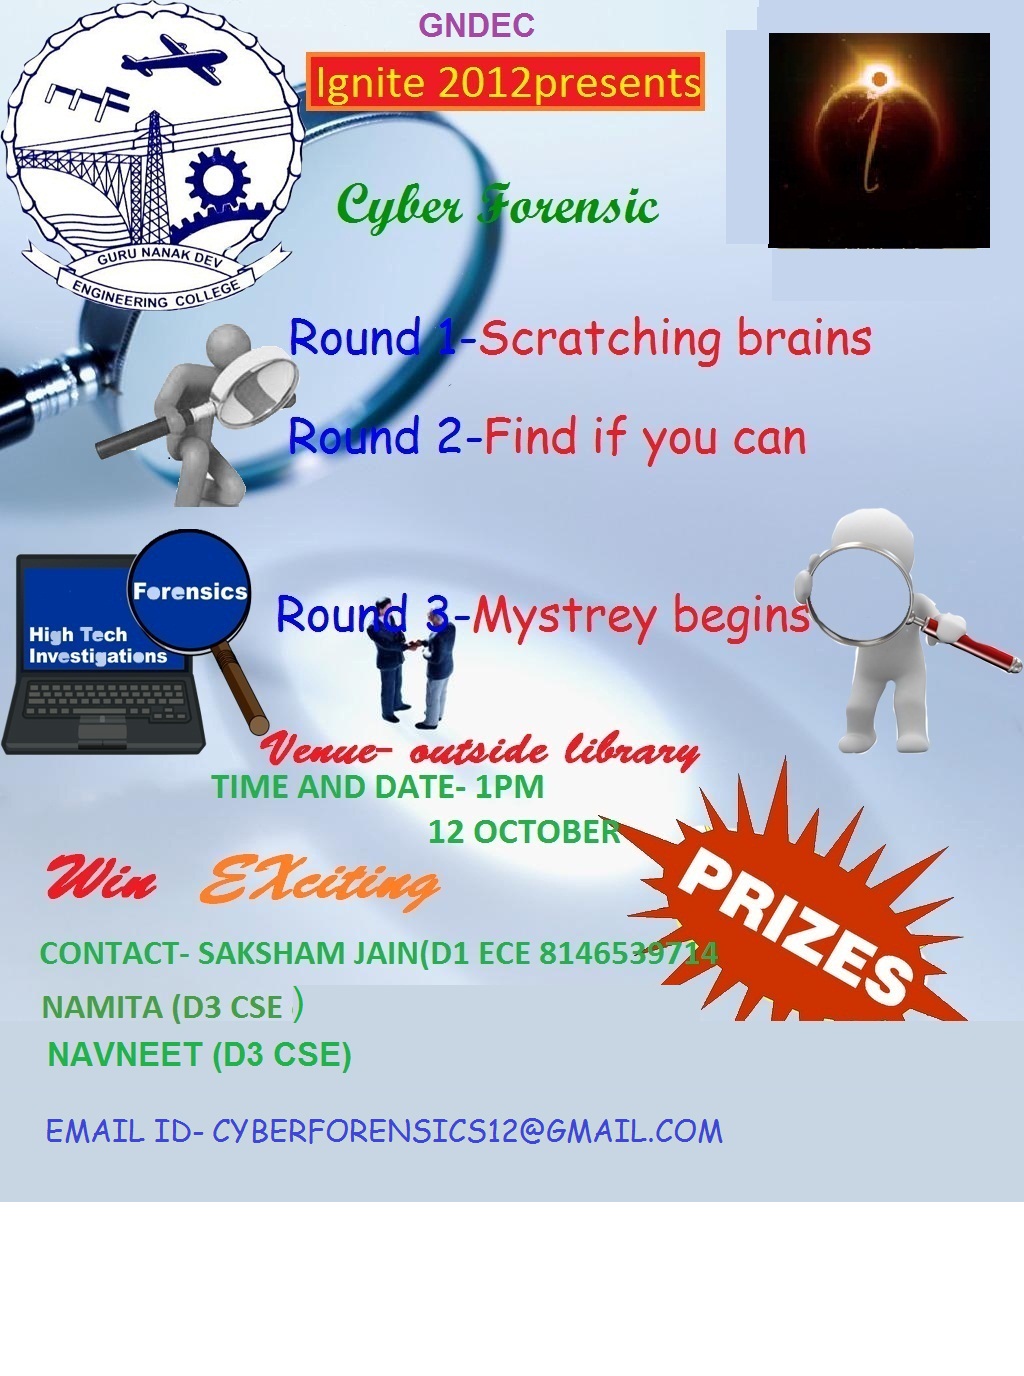 GNDEC
Ignite 2012presents
Cyber Forensic
GURU NANAK DEV
ENGINEERING COLLEGE
Round 1-Scratching brains
Round 2-Find if you can
Forensics
High Tech
Investigations
Round 3-Mystrey begins
Venue- outside library
TIME AND DATE- 1PM
12 OCTOBER
Win EXciting
PRIZES
CONTACT- SAKSHAM JAIN(D1 ECE 8146539714
NAMITA (D3 CSE )
NAVNEET (D3 CSE)
EMAIL ID- CYBERFORENSICS12@GMAIL.COM